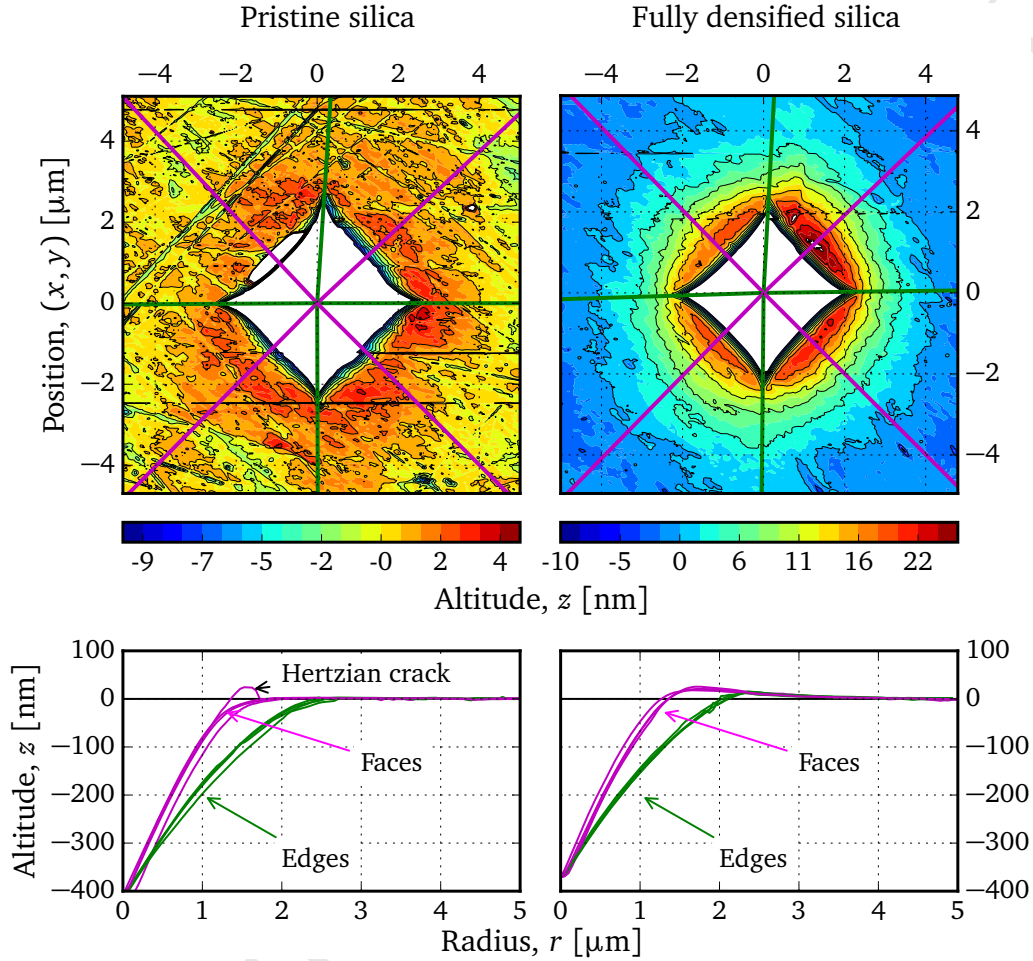 Pristine silica
Fully densified silica
−4 −2 0 2 4
−4 −2 0 2 4
Position, (x, y) [μm]
4
2
0
−2
−4
4
2
0
−2
−4
-9 -7 -5 -2 -0 2 4
-10 -5 0 6 11 16 22
Altitude, z [nm]
Altitude, z [nm]
100
0
−100
−200
−300
−400
Hertzian crack
Faces
Edges
0 1 2 3 4 5
Faces
Edges
100
0
−100
−200
−300
−400
0 1 2 3 4 5
Radius, r [μm]